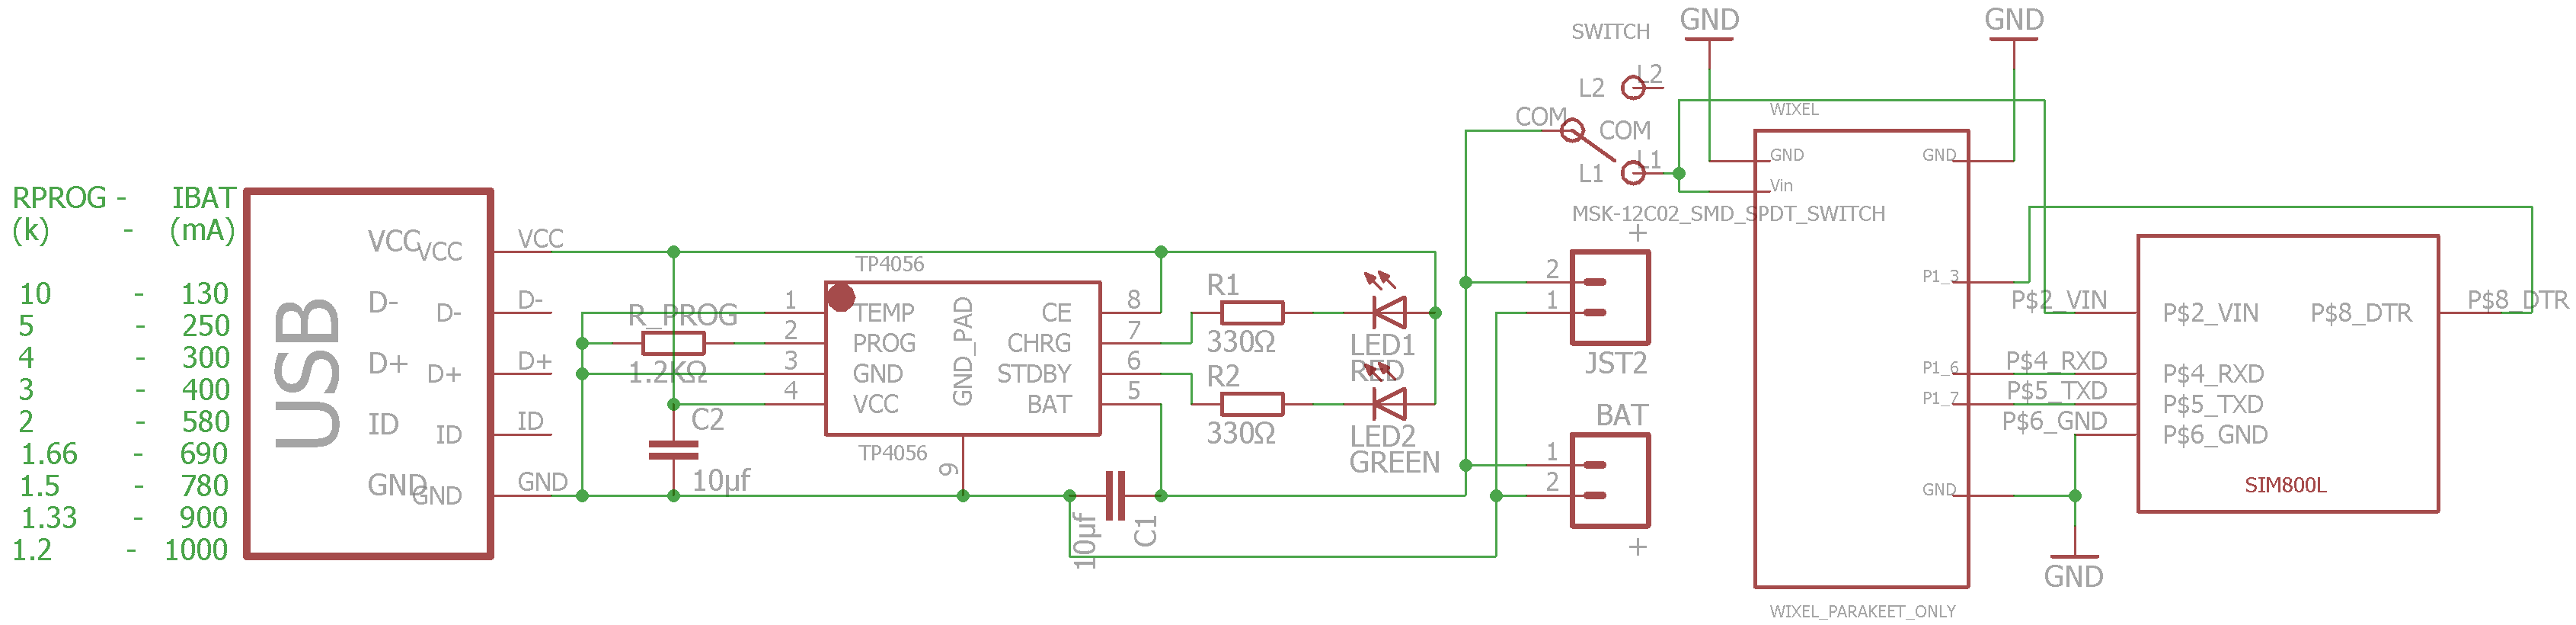 RPROG - IBAT
(k) - (mA)
10 - 130
5 - 250
4 - 300
3 - 400
2 - 580
1.66 - 690
1.5 - 780
1.33 - 900
1.2 - 1000
USB
VCC
VCC
VCC
D-
D-
D-
D+
D+
D+
ID
ID
ID
GND
GND
GND
R_PROG
1.2KΩ
C2
10µf
TP4056
1
2
3
4
TEMP
PROG
GND
VCC
GND_PAD
CE
CHRG
STDBY
BAT
8
7
6
5
9
TP4056
10µf
C1
R1
330Ω
R2
330Ω
LED1
RED
LED2
GREEN
SWITCH
L2
L2
COM
COM
L1
L1
MSK-12C02_SMD_SPDT_SWITCH
+
2
1
JST2
BAT
1
2
+
GND
GND
WIXEL
GND
Vin
GND
P1_3
P1_6
P1_7
GND
WIXEL_PARAKEET_ONLY
P$2_VIN
P$4_RXD
P$5_TXD
P$6_GND
P$2_VIN
P$8_DTR
P$4_RXD
P$5_TXD
P$6_GND
SIM800L
P$8_DTR
GND